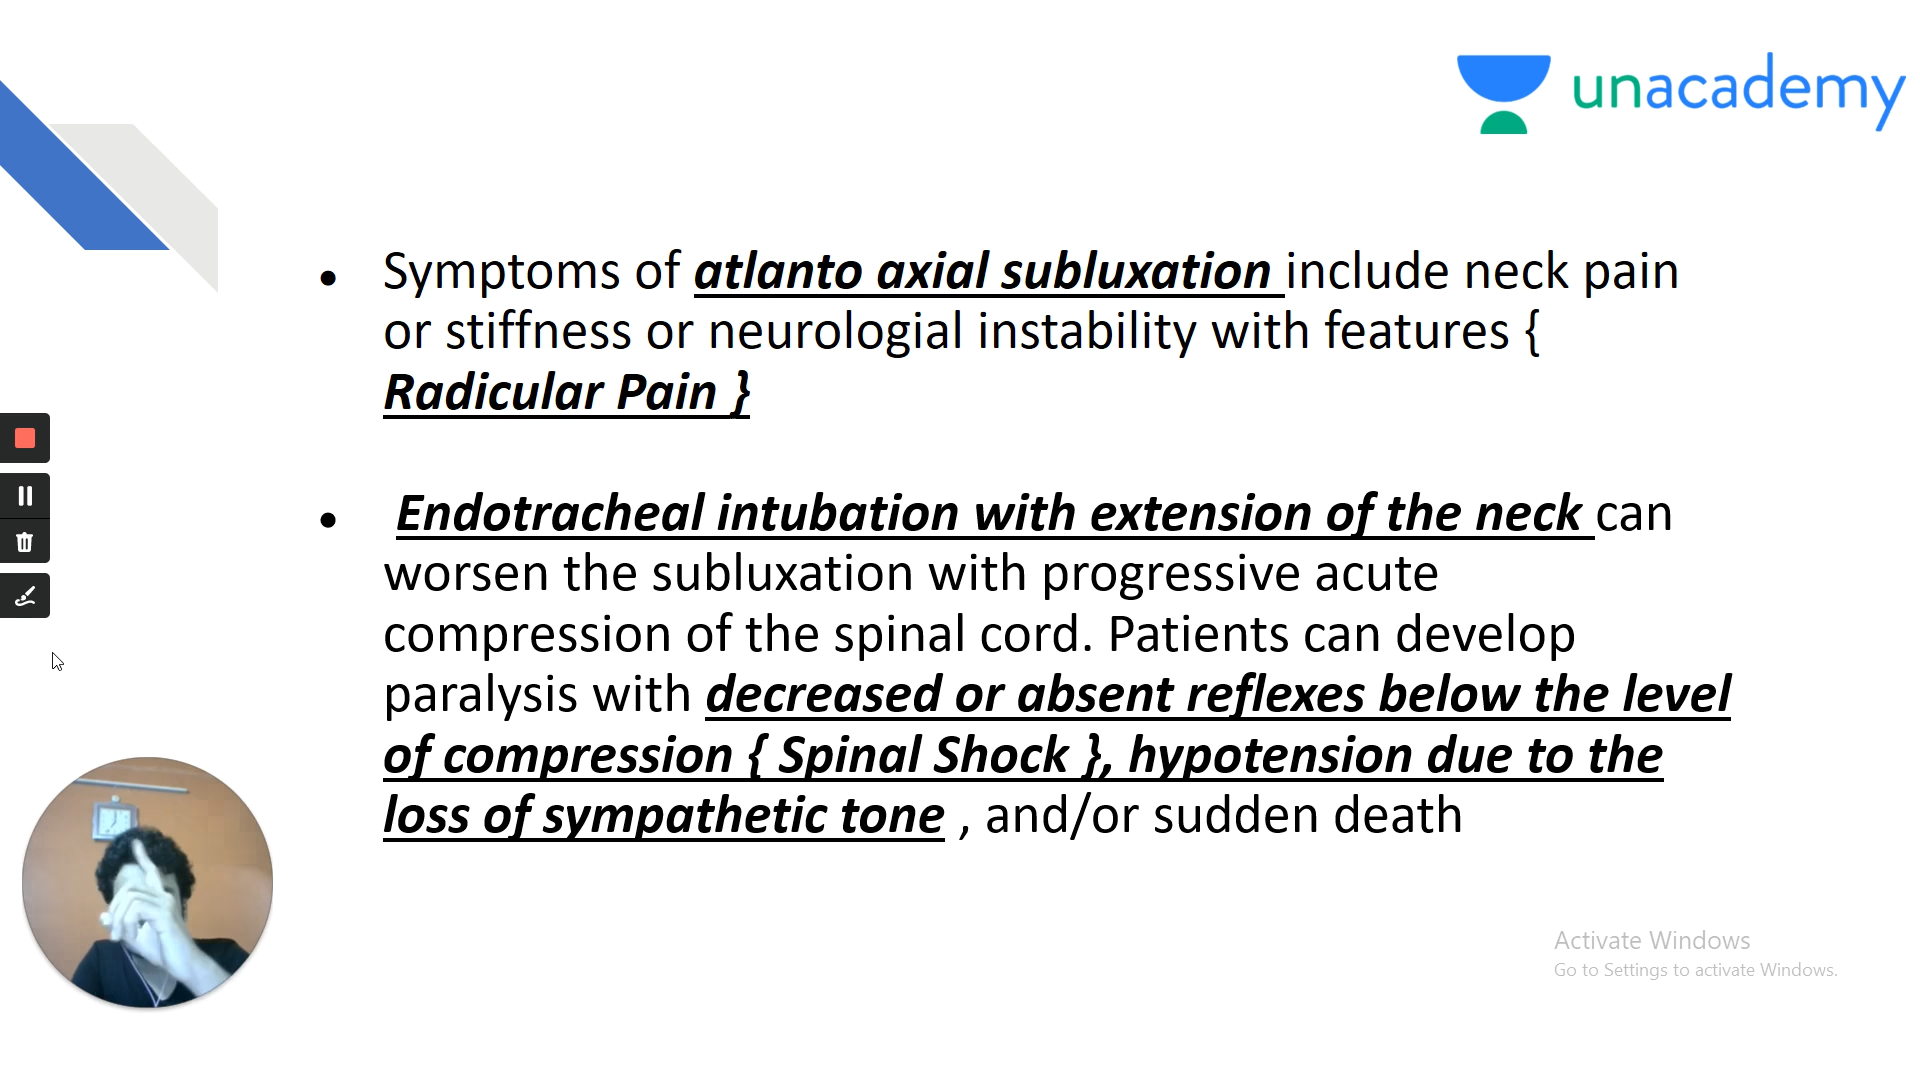 unacademy
• Symptoms of atlanto axial subluxation include neck pain
or stiffness or neurologial instability with features {
Radicular Pain }
• Endotracheal intubation with extension of the neck can
worsen the subluxation with progressive acute
compression of the spinal cord. Patients can develop
paralysis with decreased or absent reflexes below the level
of compression { Spinal Shock }, hypotension due to the
loss of sympathetic tone , and/or sudden death
Activate Windows
Go to Settings to activate Windows.